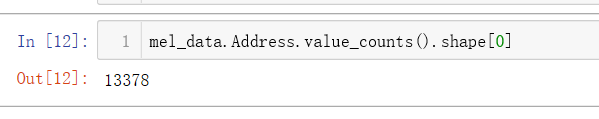 In [12]: 1 mel_data.Address.value_counts().shape[0]
Out[12]: 13378